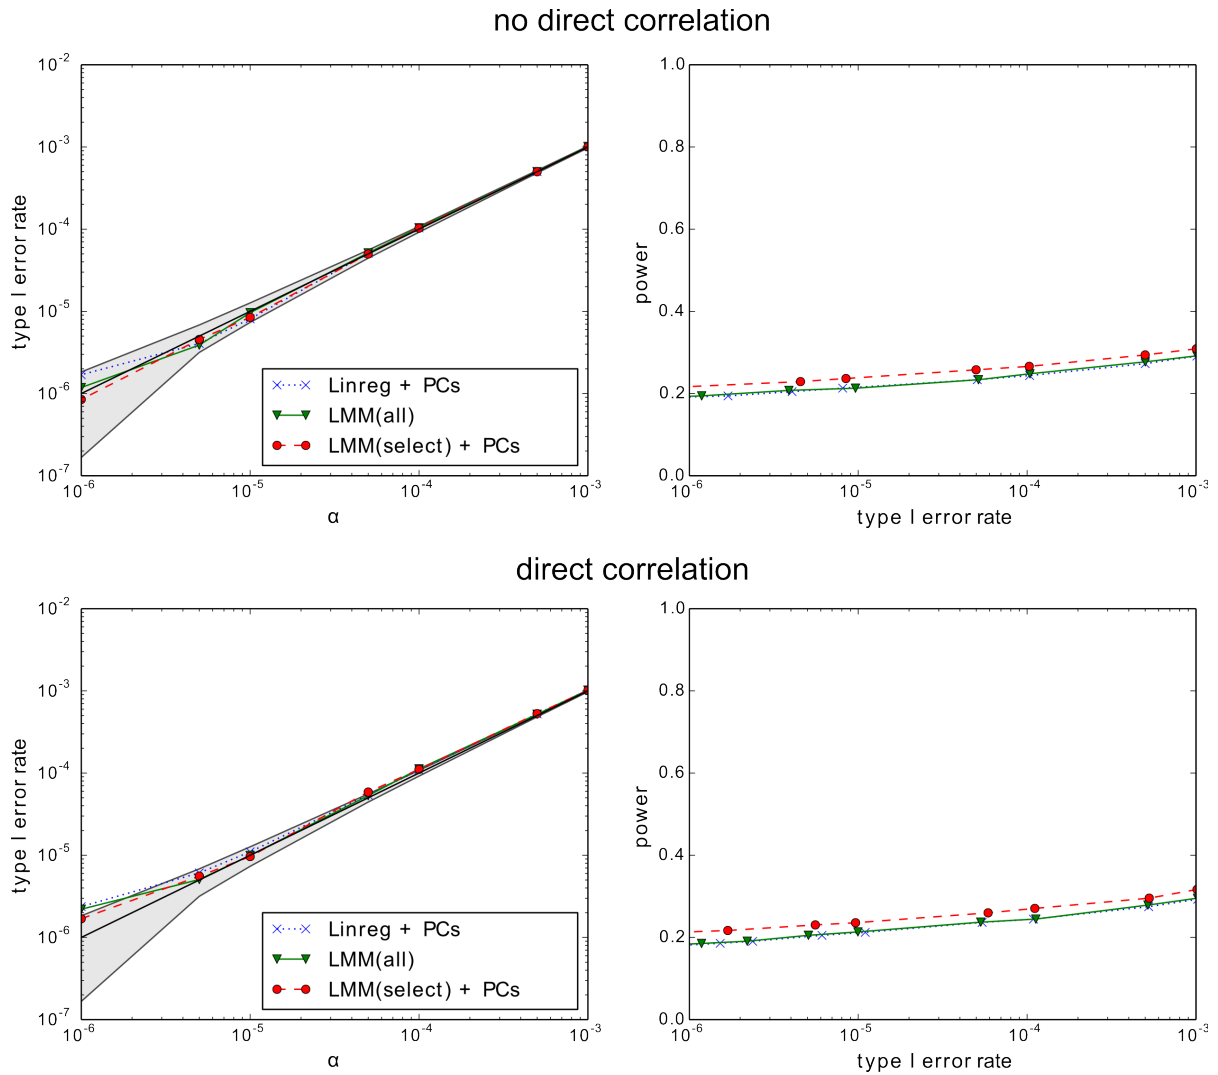 no direct correlation
10⁻²
10⁻³
10⁻⁴
10⁻⁵
10⁻⁶
10⁻⁷
type I error rate
Linreg + PCs
LMM(all)
LMM(select) + PCs
10⁻⁶ 10⁻⁵ 10⁻⁴ 10⁻³
α
1.0
0.8
0.6
0.4
0.2
0.0
power
10⁻⁶ 10⁻⁵ 10⁻⁴ 10⁻³
type I error rate
direct correlation
10⁻²
10⁻³
10⁻⁴
10⁻⁵
10⁻⁶
10⁻⁷
type I error rate
Linreg + PCs
LMM(all)
LMM(select) + PCs
10⁻⁶ 10⁻⁵ 10⁻⁴ 10⁻³
α
1.0
0.8
0.6
0.4
0.2
0.0
power
10⁻⁶ 10⁻⁵ 10⁻⁴ 10⁻³
type I error rate